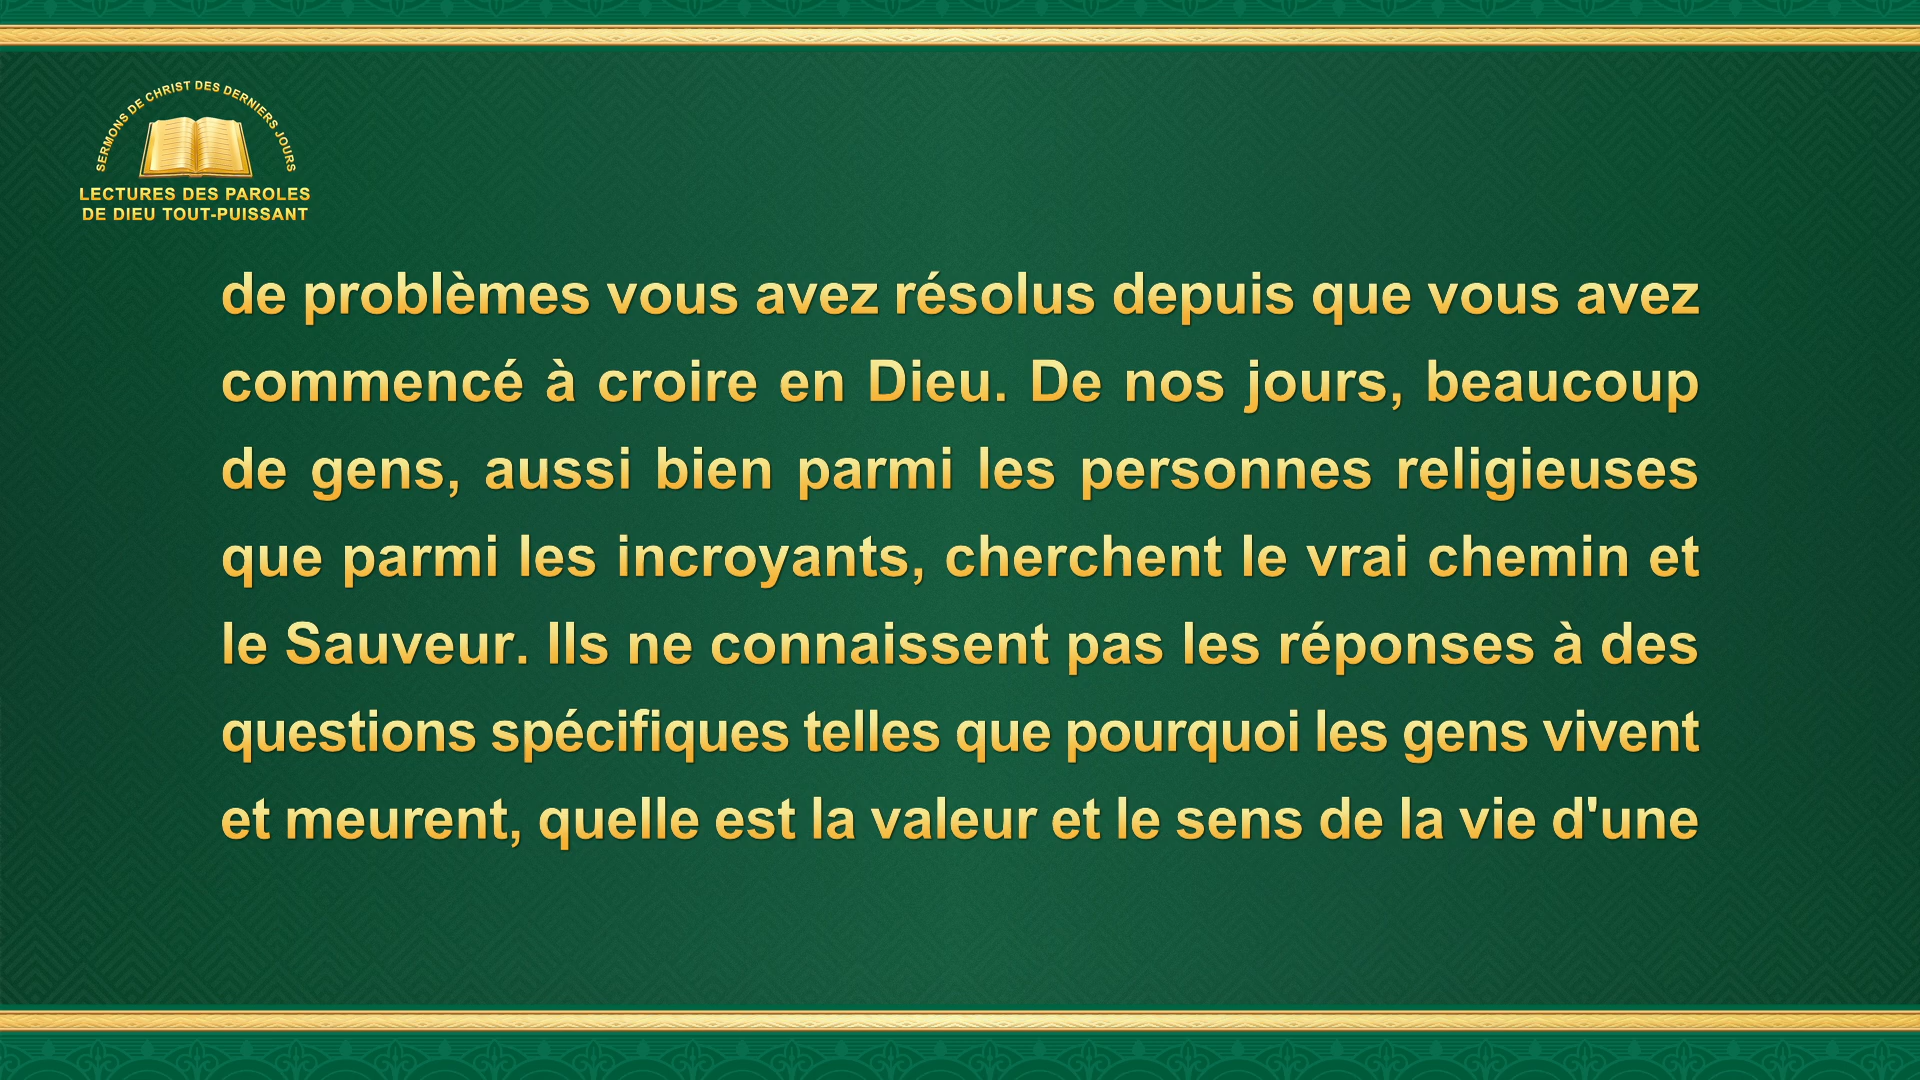 SERMONS DE CHRIST DES DERNIERS JOURS
LECTURES DES PAROLES
DE DIEU TOUT-PUISSANT
de problèmes vous avez résolus depuis que vous avez
commencé à croire en Dieu. De nos jours, beaucoup
de gens, aussi bien parmi les personnes religieuses
que parmi les incroyants, cherchent le vrai chemin et
le Sauveur. Ils ne connaissent pas les réponses à des
questions spécifiques telles que pourquoi les gens vivent
et meurent, quelle est la valeur et le sens de la vie d'une